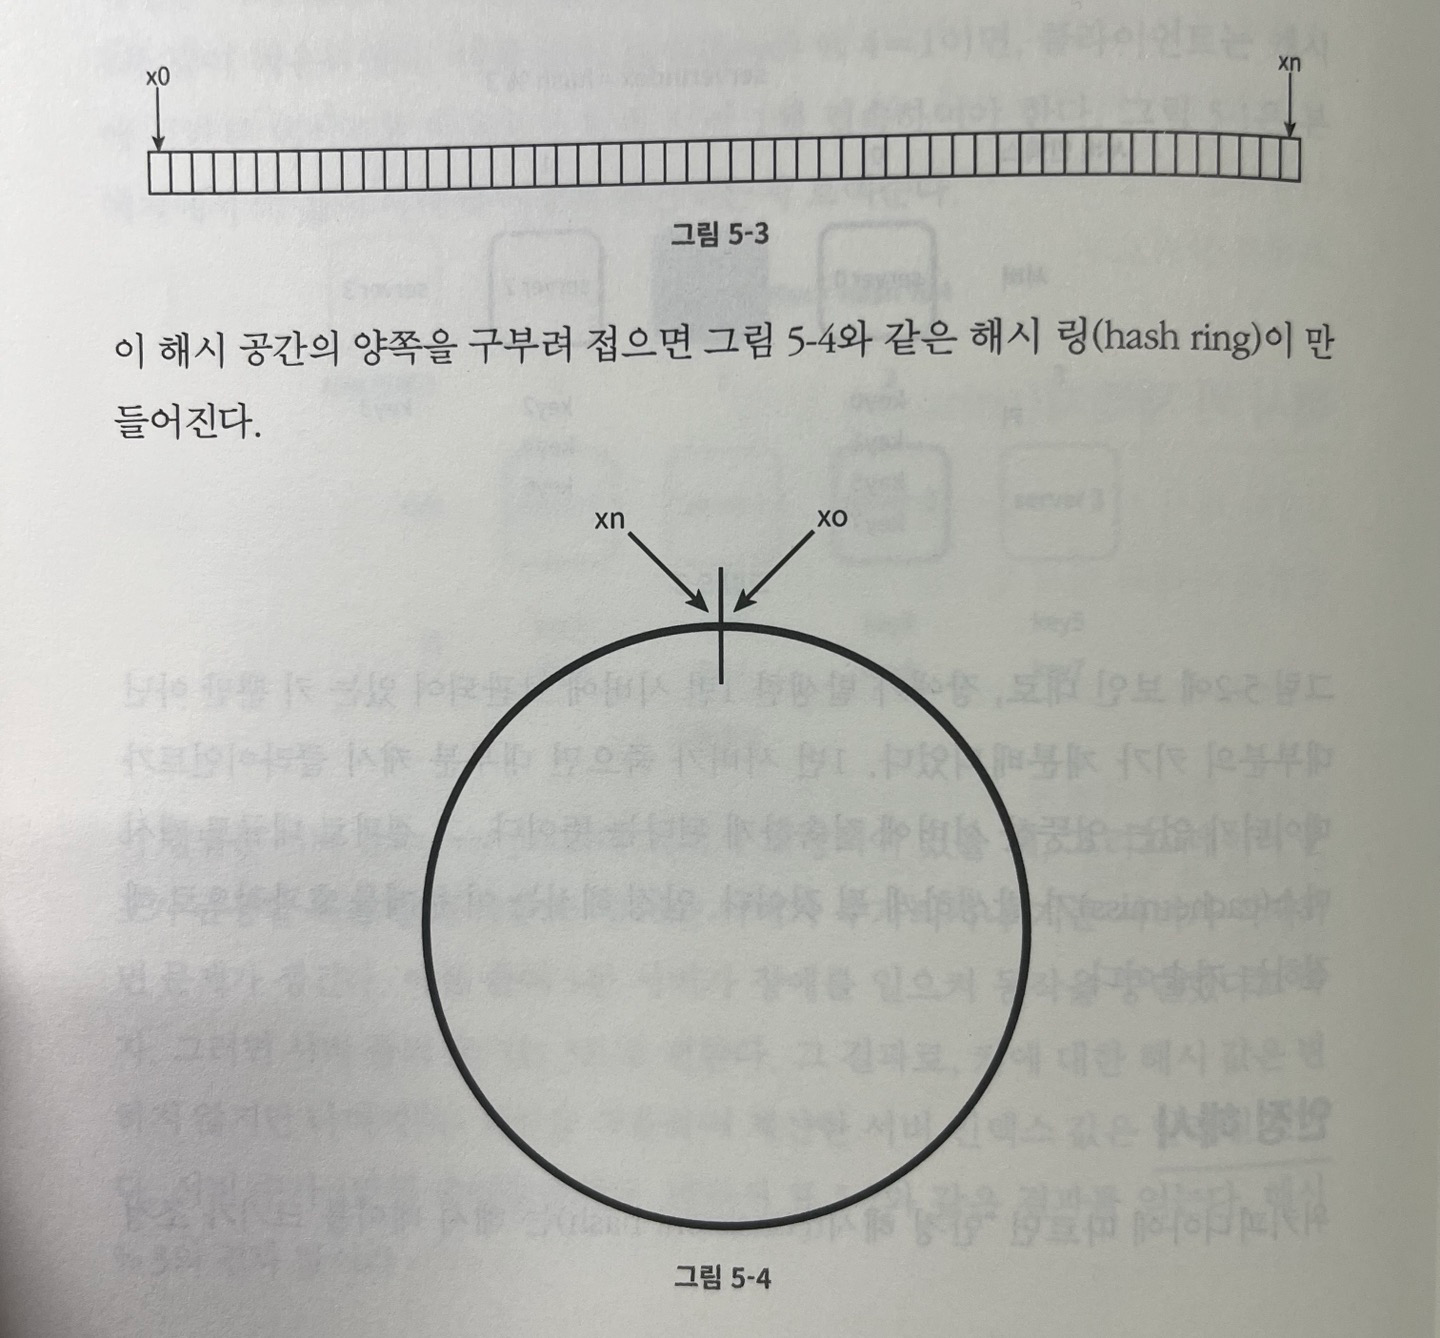 x0
xn
그림 5-3
이 해시 공간의 양쪽을 구부려 접으면 그림 5-4와 같은 해시 링(hash ring)이 만
들어진다.
xn
xo
그림 5-4